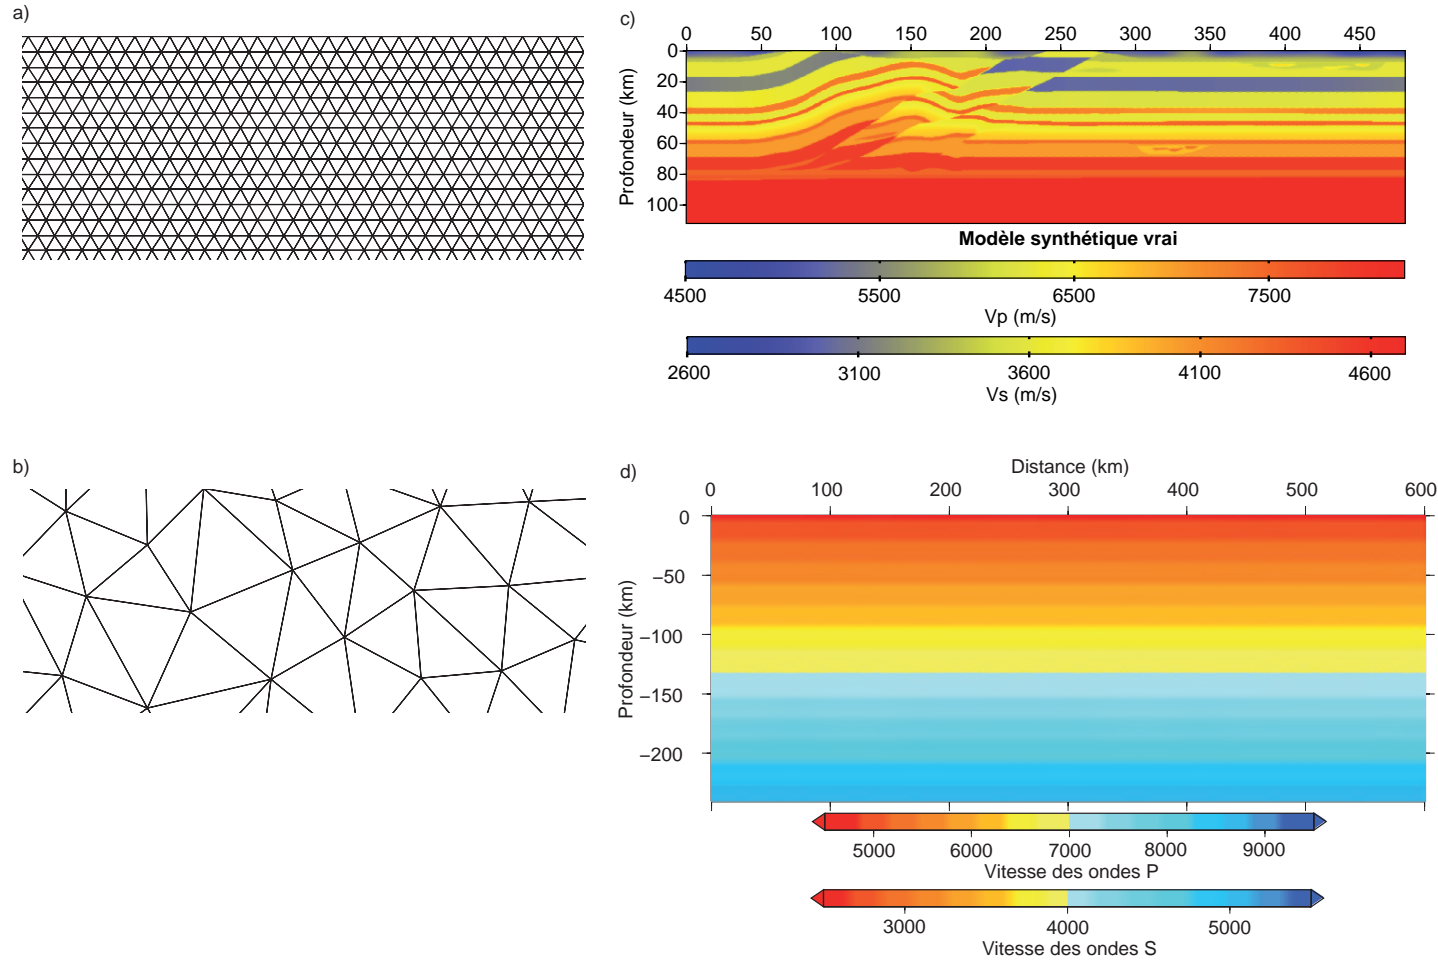 a)
c)
0 50 100 150 200 250 300 350 400 450
0
20
40
60
80
100
Profondeur (km)
Modèle synthétique vrai
4500 5500 6500 7500
Vp (m/s)
2600 3100 3600 4100 4600
Vs (m/s)
b)
d)
Distance (km)
0 100 200 300 400 500 600
0
−50
−100
−150
−200
Profondeur (km)
5000 6000 7000 8000 9000
Vitesse des ondes P
3000 4000 5000
Vitesse des ondes S